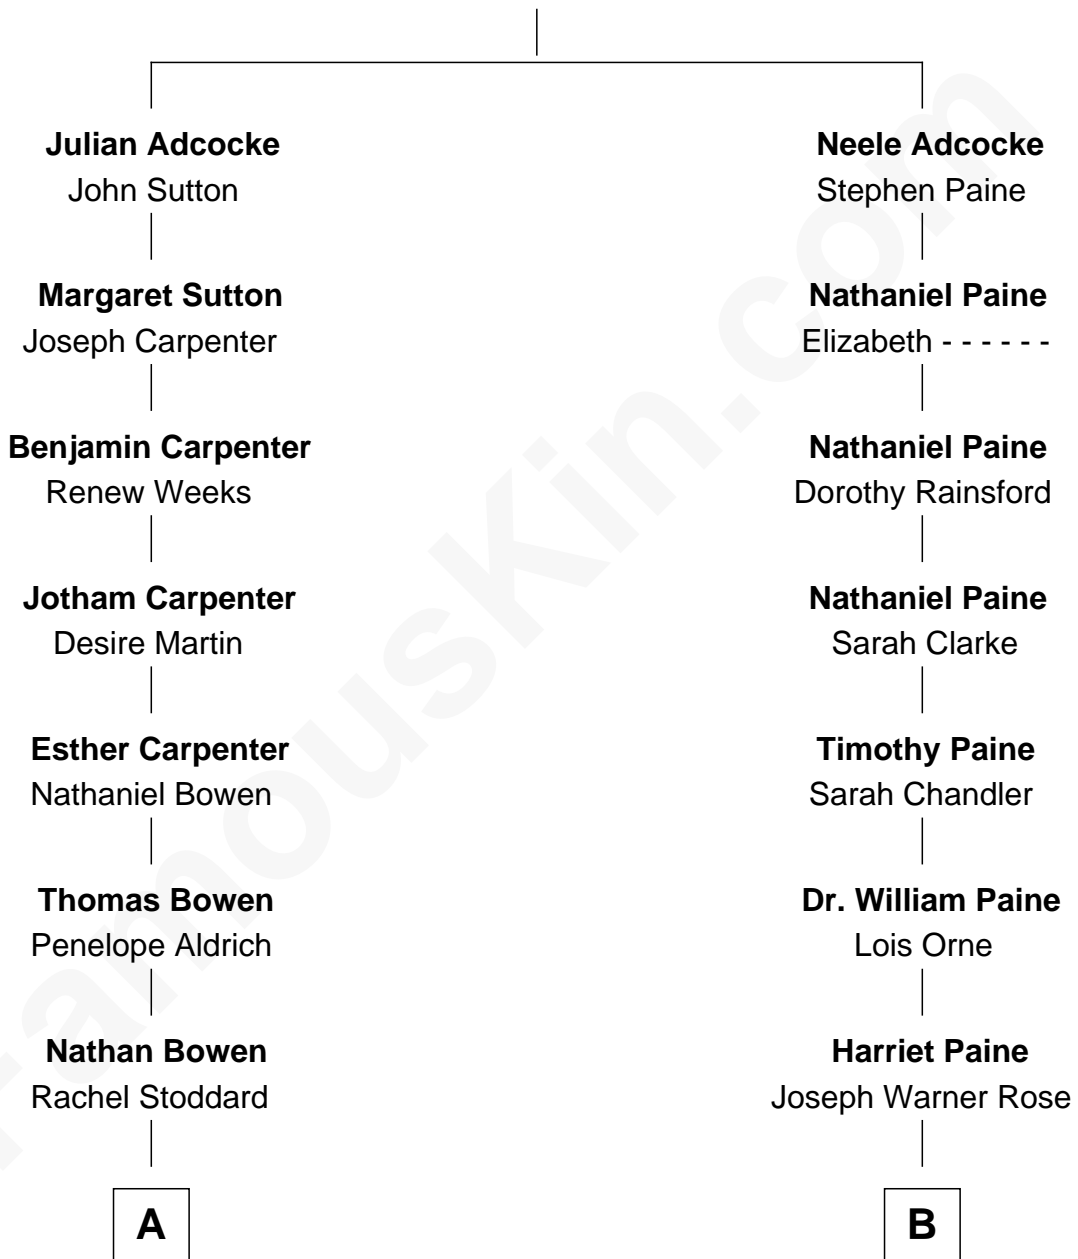 Julian Adcocke
John Sutton
Margaret Sutton
Joseph Carpenter
Benjamin Carpenter
Renew Weeks
Jotham Carpenter
Desire Martin
Esther Carpenter
Nathaniel Bowen
Thomas Bowen
Penelope Aldrich
Nathan Bowen
Rachel Stoddard
A
Neele Adcocke
Stephen Paine
Nathaniel Paine
Elizabeth - - - - - -
Nathaniel Paine
Dorothy Rainsford
Nathaniel Paine
Sarah Clarke
Timothy Paine
Sarah Chandler
Dr. William Paine
Lois Orne
Harriet Paine
Joseph Warner Rose
B
FamousKin.com